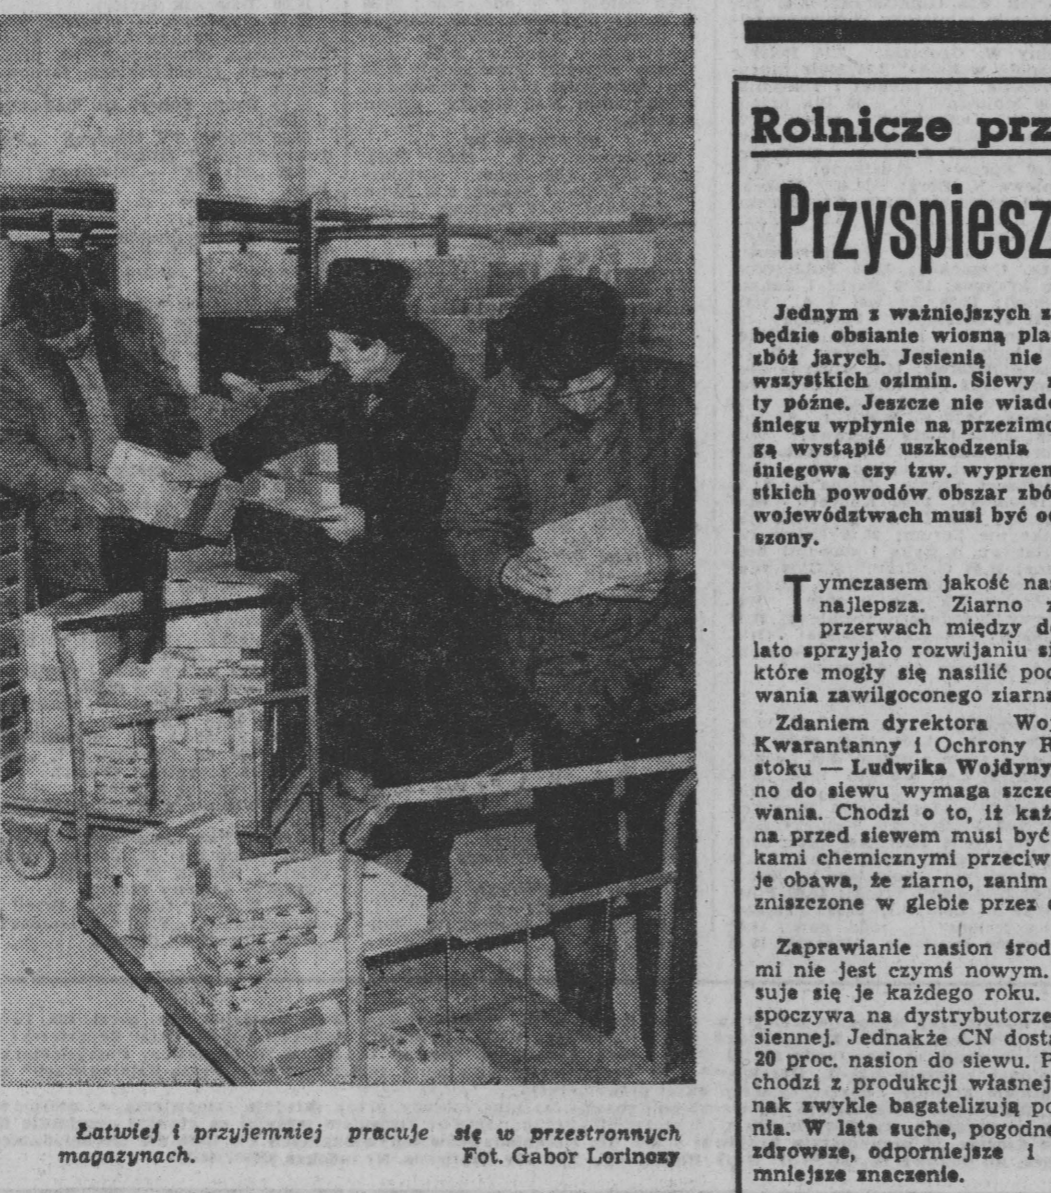 Łatwiej i przyjemniej pracuje się w przestronnych
magazynach. Fot. Gabor Lorinczy
Rolnicze prz
Przyspiesz
Jednym z ważniejszych z
będzie obsianie wiosną pla
zbóż jarych. Jesienią nie
wszystkich ozimin. Siewy z
ły późne. Jeszcze nie wiado
śniegu wpłynie na przezimo
gą wystąpić uszkodzenia
śniegowa czy tzw. wyprzen
stkich powodów obszar zbó
województwach musi być o
szony.
Tymczasem jakość na
najlepsza. Ziarno z
przerwach między d
lato sprzyjało rozwijaniu si
które mogły się nasilić pod
wania zawilgoconego ziarna
Zdaniem dyrektora Woj
Kwarantanny i Ochrony R
stoku — Ludwika Wojdyny
no do siewu wymaga szcze
wania. Chodzi o to, iż każ
na przed siewem musi być
kami chemicznymi przeciw
je obawa, że ziarno, zanim
zniszczone w glebie przez
Zaprawianie nasion środ
mi nie jest czymś nowym.
suje się je każdego roku.
spoczywa na dystrybutorze
siennej. Jednakże CN dosta
20 proc. nasion do siewu. P
chodzi z produkcji własnej
nak zwykle bagatelizują po
nia. W lata suche, pogodne
zdrowsze, odporniejsze i
mniejsze znaczenie.